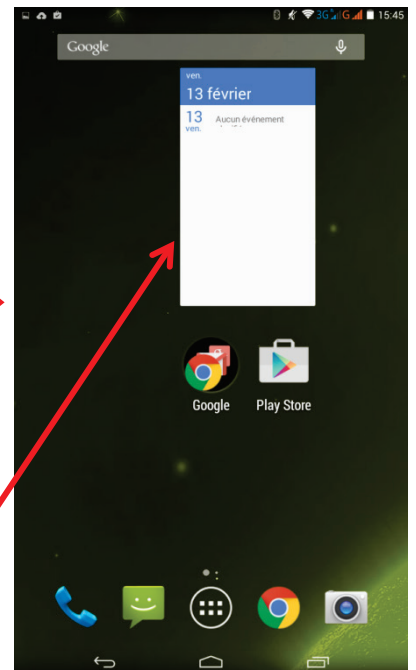 3G G 15:45
Google
ven.
13 février
13 Aucun événement
ven.
Google Play Store